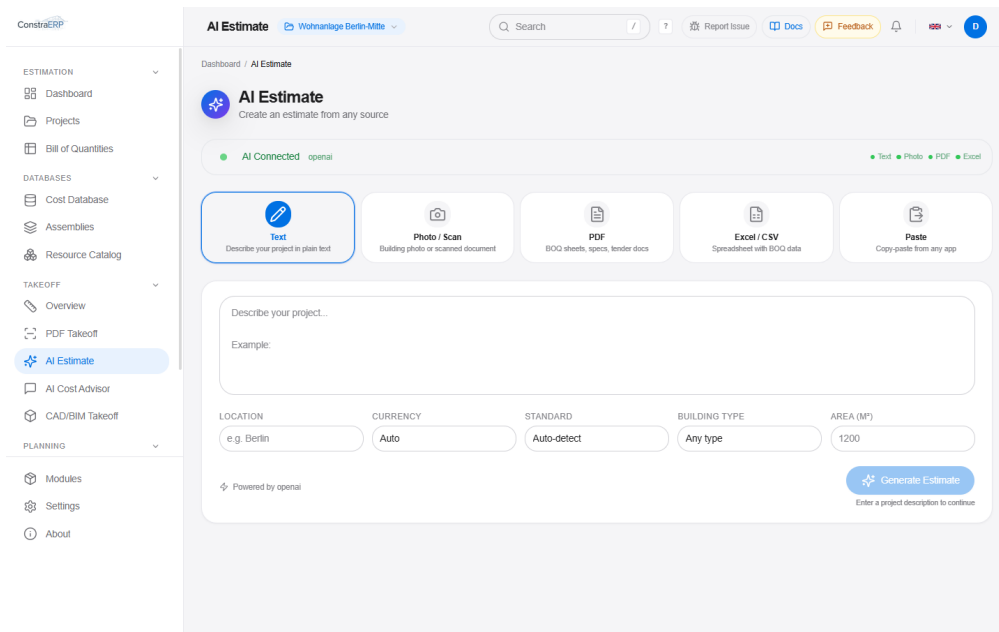 ConstraERP
AI Estimate
Wohnanlage Berlin-Mitte
Search
/
?
Report Issue
Docs
Feedback
D
ESTIMATION
Dashboard
Projects
Bill of Quantities
DATABASES
Cost Database
Assemblies
Resource Catalog
TAKEOFF
Overview
PDF Takeoff
AI Estimate
AI Cost Advisor
CAD/BIM Takeoff
PLANNING
Modules
Settings
About
Dashboard / AI Estimate
AI Estimate
Create an estimate from any source
AI Connected openai
Text Photo PDF Excel
Text
Describe your project in plain text
Photo / Scan
Building photo or scanned document
PDF
BOQ sheets, specs, tender docs
Excel / CSV
Spreadsheet with BOQ data
Paste
Copy-paste from any app
Describe your project...
Example:
LOCATION
e.g. Berlin
CURRENCY
Auto
STANDARD
Auto-detect
BUILDING TYPE
Any type
AREA (M²)
1200
Powered by openai
Generate Estimate
Enter a project description to continue